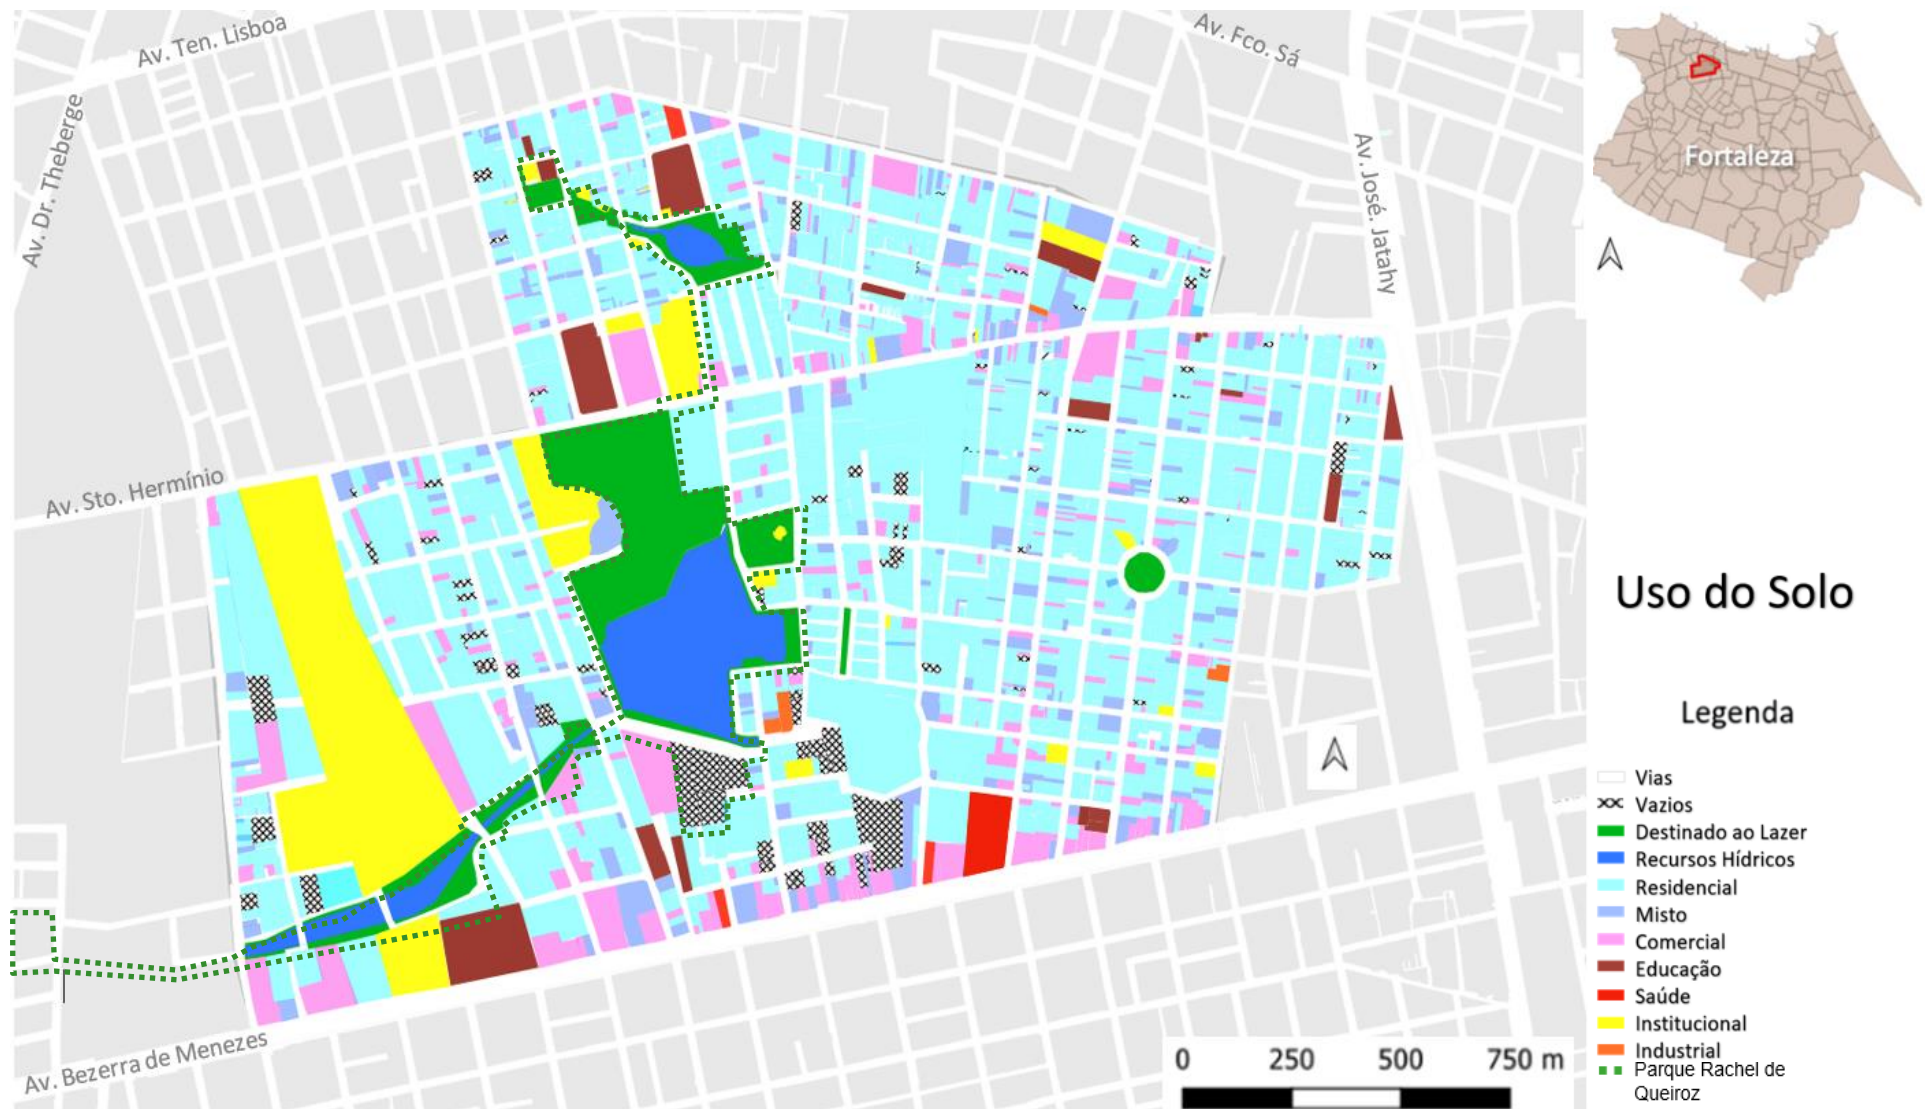 Av. Ten. Lisboa
Av. Fco. Sá
Av. Dr. Theberge
Av. José. Jatahy
Fortaleza
Av. Sto. Hermínio
Uso do Solo
Legenda
Vias
Vazios
Destinado ao Lazer
Recursos Hídricos
Residencial
Misto
Comercial
Educação
Saúde
Institucional
Industrial
Parque Rachel de
Queiroz
Av. Bezerra de Menezes
0 250 500 750 m